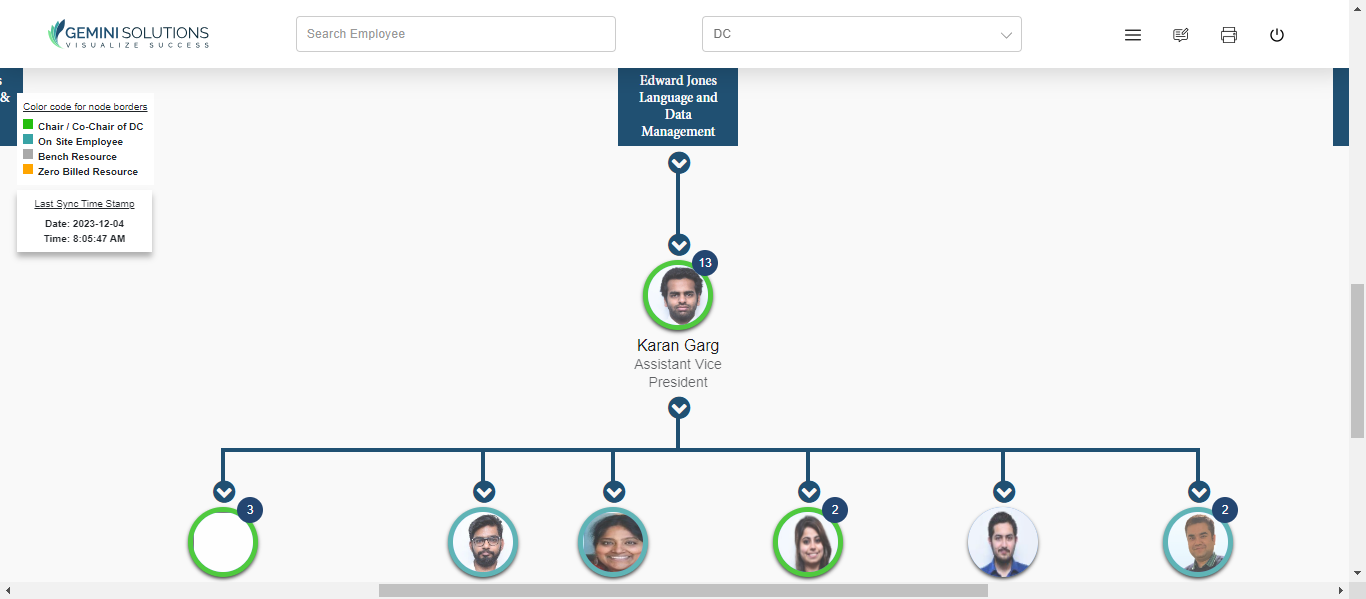 GEMINI SOLUTIONS
VISUALIZE SUCCESS
Search Employee
DC
s
&
Edward Jones
Language and
Data
Management
Color code for node borders
Chair / Co-Chair of DC
On Site Employee
Bench Resource
Zero Billed Resource
Last Sync Time Stamp
Date: 2023-12-04
Time: 8:05:47 AM
13
Karan Garg
Assistant Vice
President
3
2
2